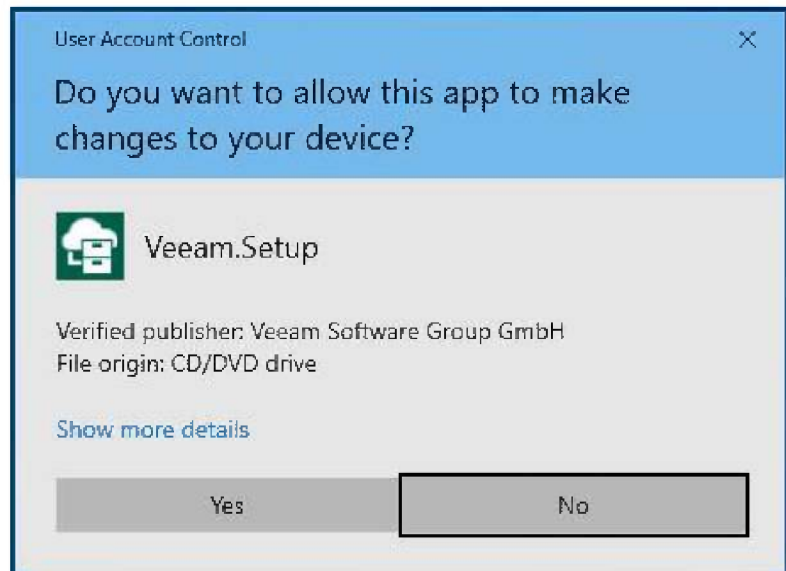 User Account Control
Do you want to allow this app to make
changes to your device?
Veeam.Setup
Verified publisher: Veeam Software Group GmbH
File origin: CD/DVD drive
Show more details
Yes
No